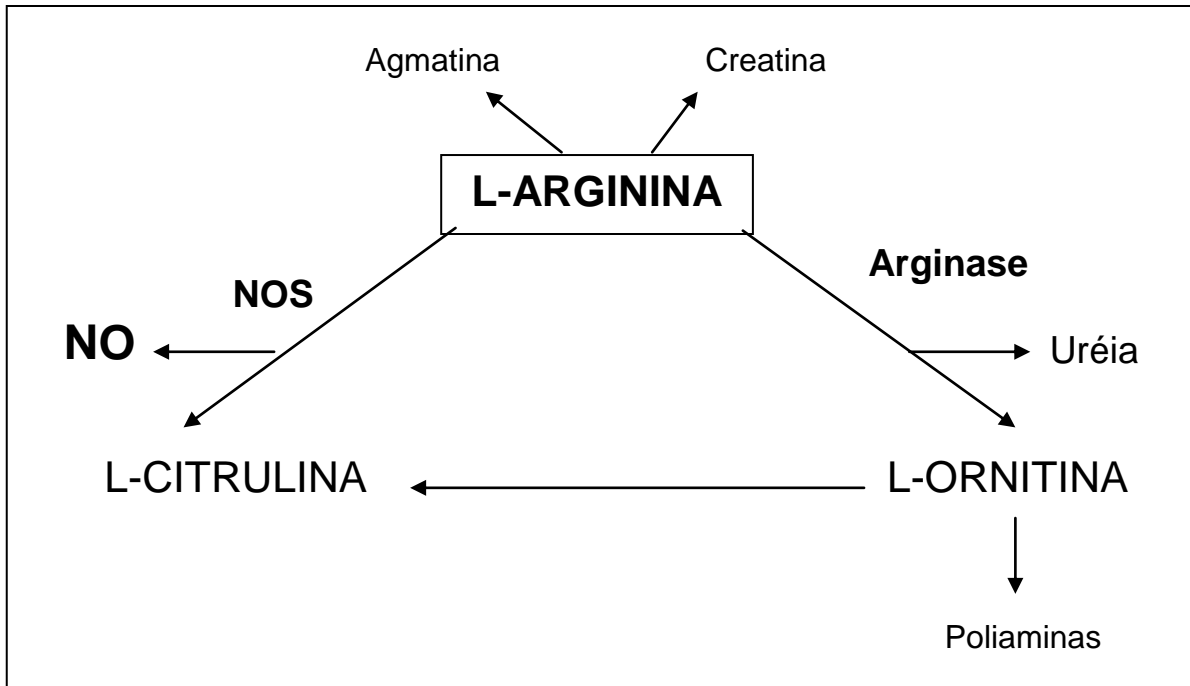 Agmatina
Creatina
L-ARGININA
Arginase
NOS
NO
Uréia
L-CITRULINA
L-ORNITINA
Poliaminas